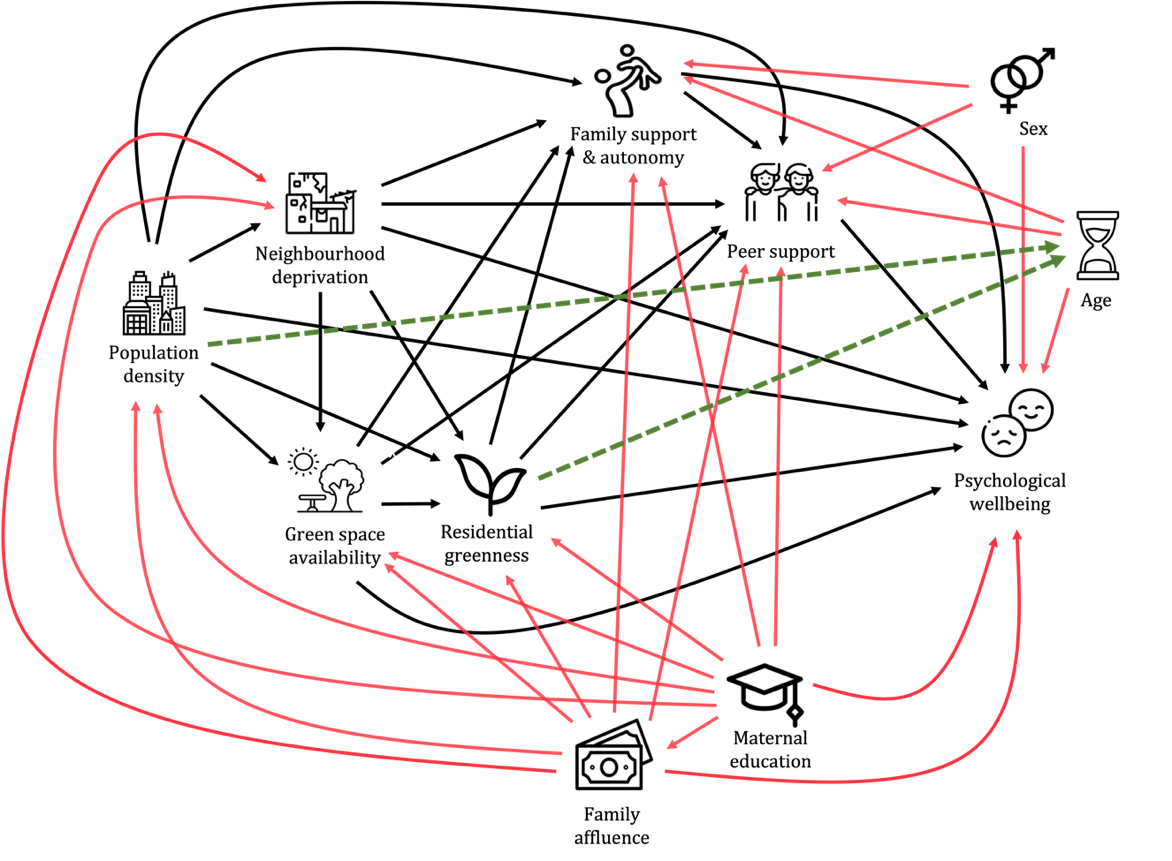 Family support
& autonomy
Sex
Neighbourhood
deprivation
Peer support
Age
Population
density
Psychological
wellbeing
Green space
availability
Residential
greenness
Maternal
education
Family
affluence